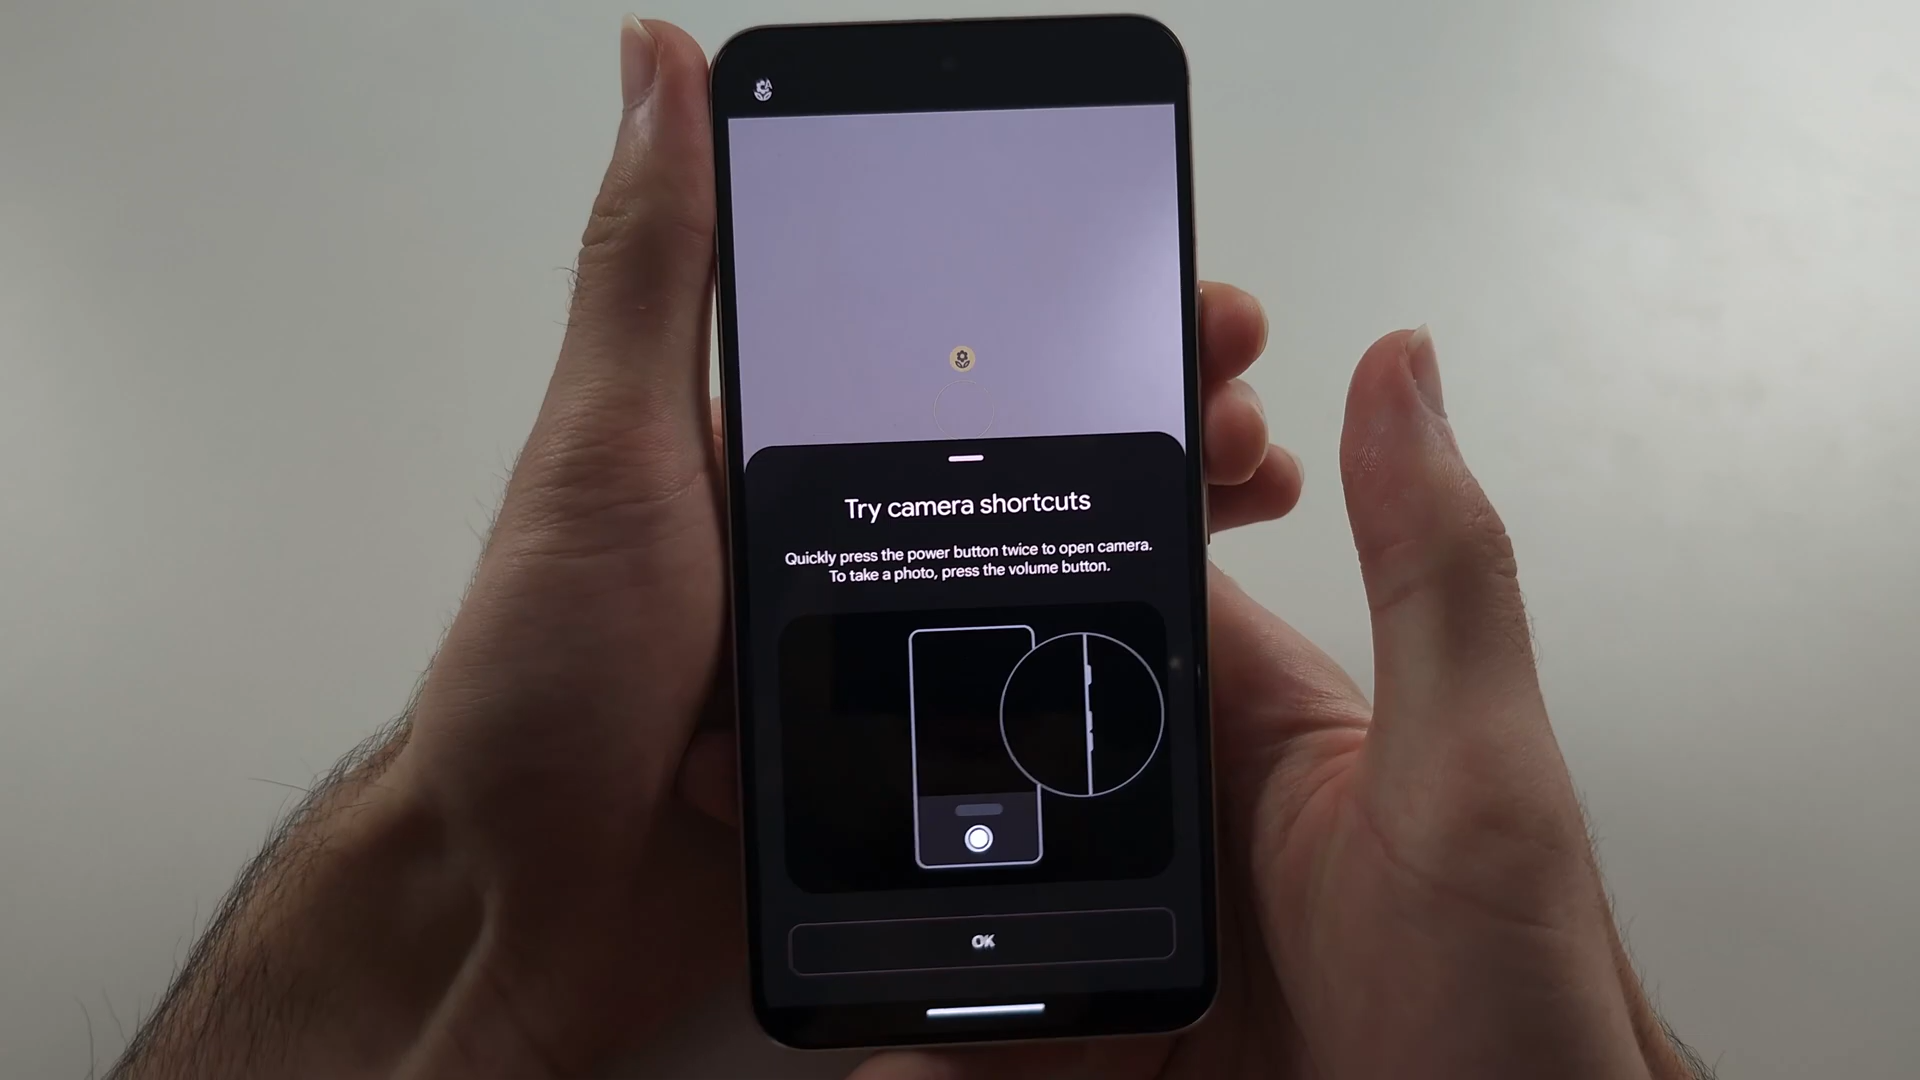 Try camera shortcuts
Quickly press the power button twice to open camera.
To take a photo, press the volume button.
OK